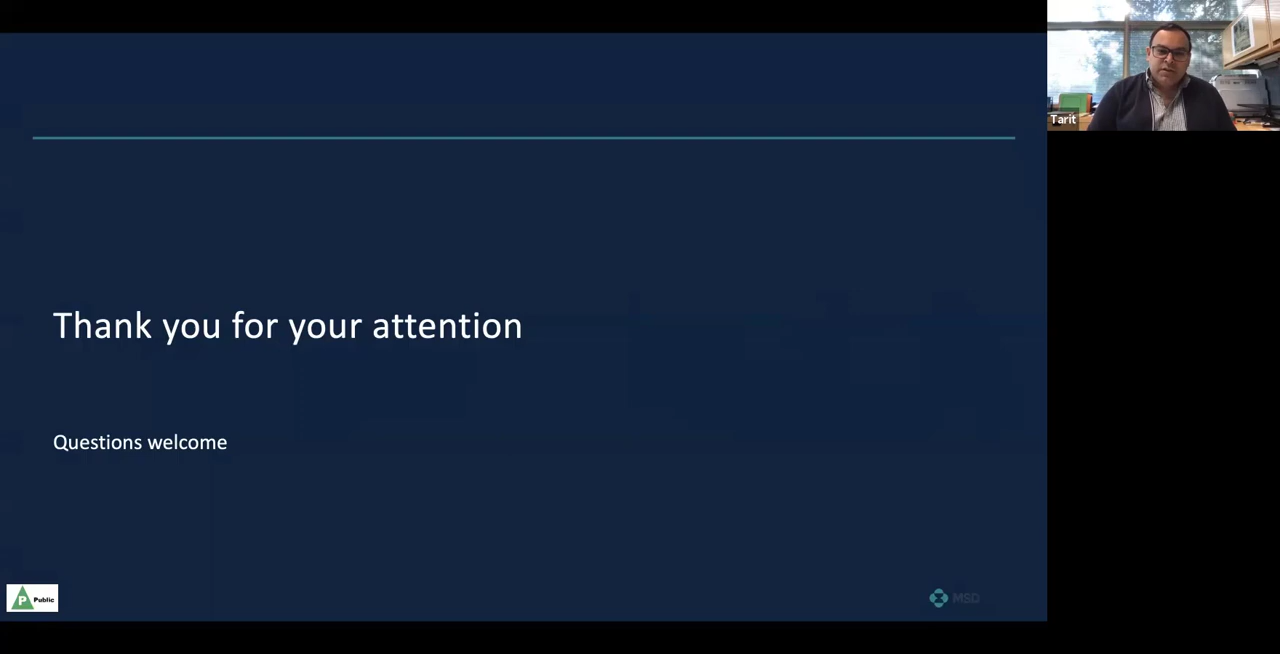 Tarit
Thank you for your attention
Questions welcome
P Public
MSD